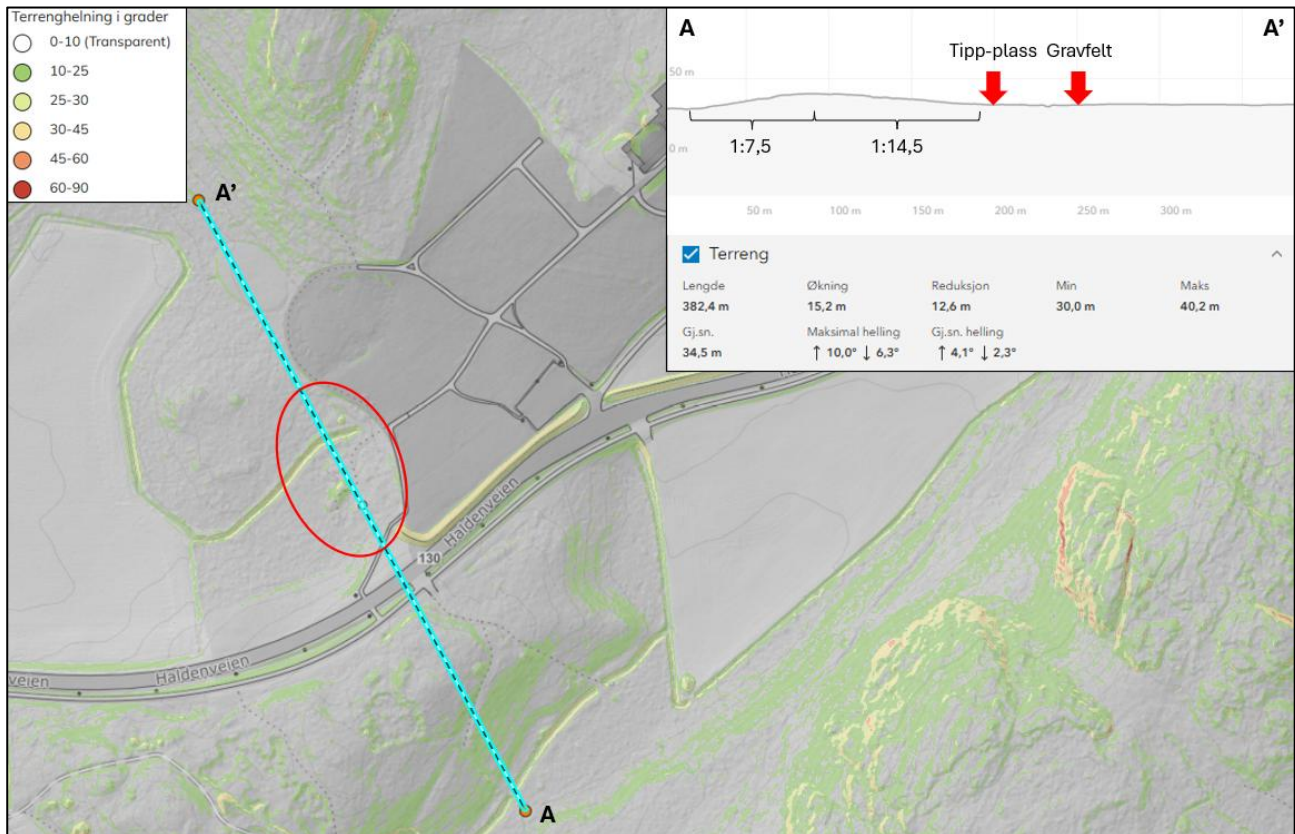 Terrenghelning i grader
0-10 (Transparent)
10-25
25-30
30-45
45-60
60-90
A
A'
Tipp-plass Gravfelt
50 m
1:7,5
1:14,5
0 m
50 m
100 m
150 m
200 m
250 m
300 m
Terreng
Lengde
Økning
Reduksjon
Min
Maks
382,4 m
15,2 m
12,6 m
30,0 m
40,2 m
Gj.sn.
Maksimal helling
Gj.sn. helling
34,5 m
↑ 10,0° ↓ 6,3°
↑ 4,1° ↓ 2,3°
A'
Haldenveien
130
Haldenveien
veien
A